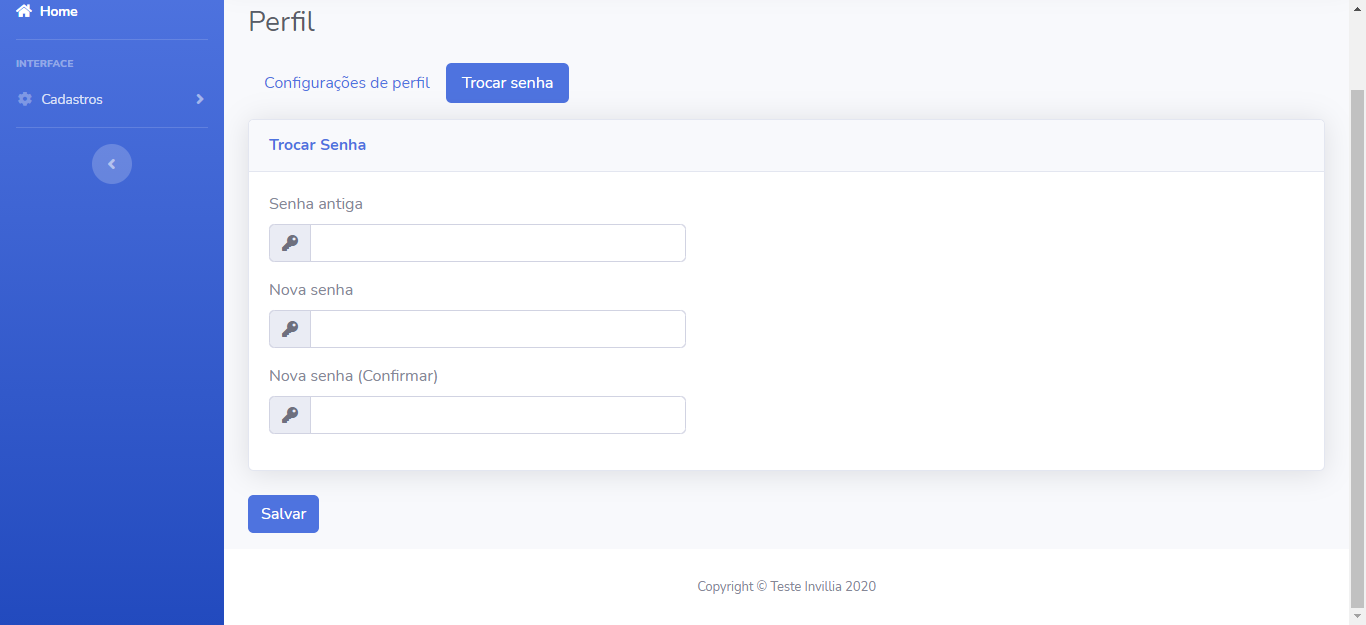 Home
INTERFACE
Cadastros
Perfil
Configurações de perfil
Trocar senha
Trocar Senha
Senha antiga
Nova senha
Nova senha (Confirmar)
Salvar
Copyright © Teste Invillia 2020